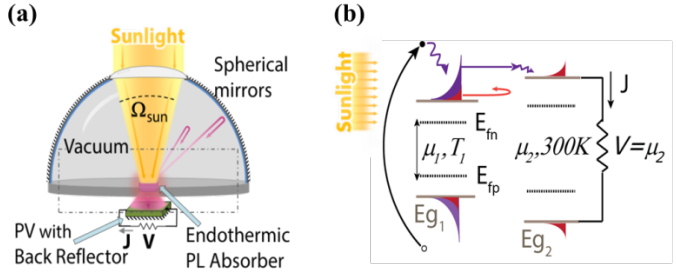 (a)
Sunlight
Spherical
mirrors
Ωsun
Vacuum
PV with
Back Reflector
J V
Endothermic
PL Absorber
(b)
Sunlight
Efn
μ1,T1
Efp
Eg1
μ2,300K
Eg2
J
V=μ2